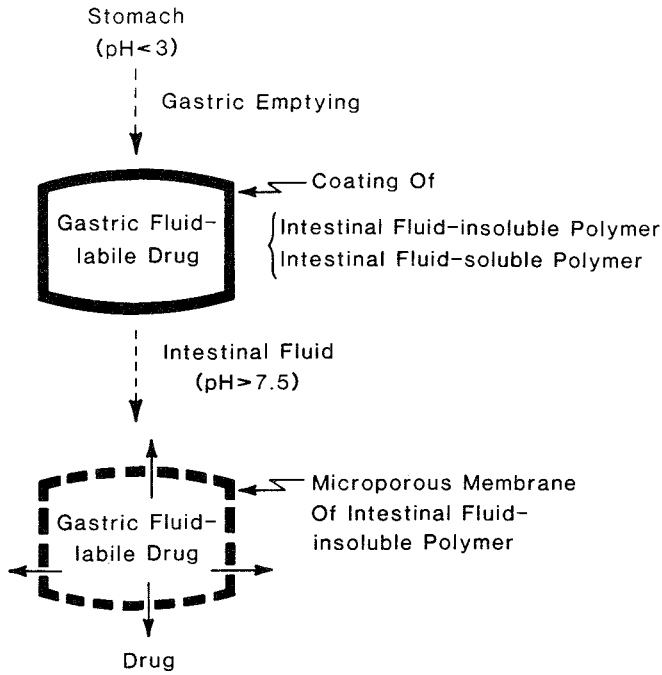 Stomach
(pH<3)
Gastric Emptying
Coating Of
Gastric Fluid-
labile Drug
Intestinal Fluid-insoluble Polymer
Intestinal Fluid-soluble Polymer
Intestinal Fluid
(pH>7.5)
Microporous Membrane
Of Intestinal Fluid-
insoluble Polymer
Gastric Fluid-
labile Drug
Drug